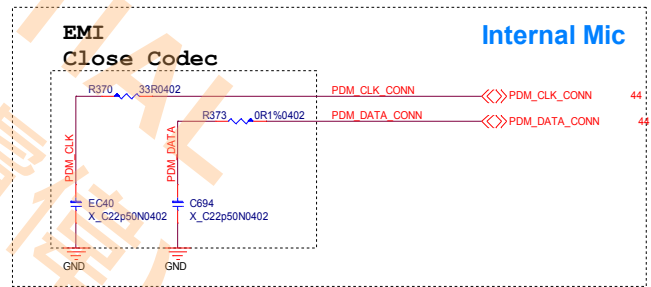 EMI
Close Codec
Internal Mic
R370
33R0402
PDM_CLK_CONN
PDM_CLK_CONN
44
R373
0R1%0402
PDM_DATA_CONN
PDM_DATA_CONN
44
PDM_CLK
PDM_DATA
EC40
X_C22p50N0402
C694
X_C22p50N0402
GND
GND